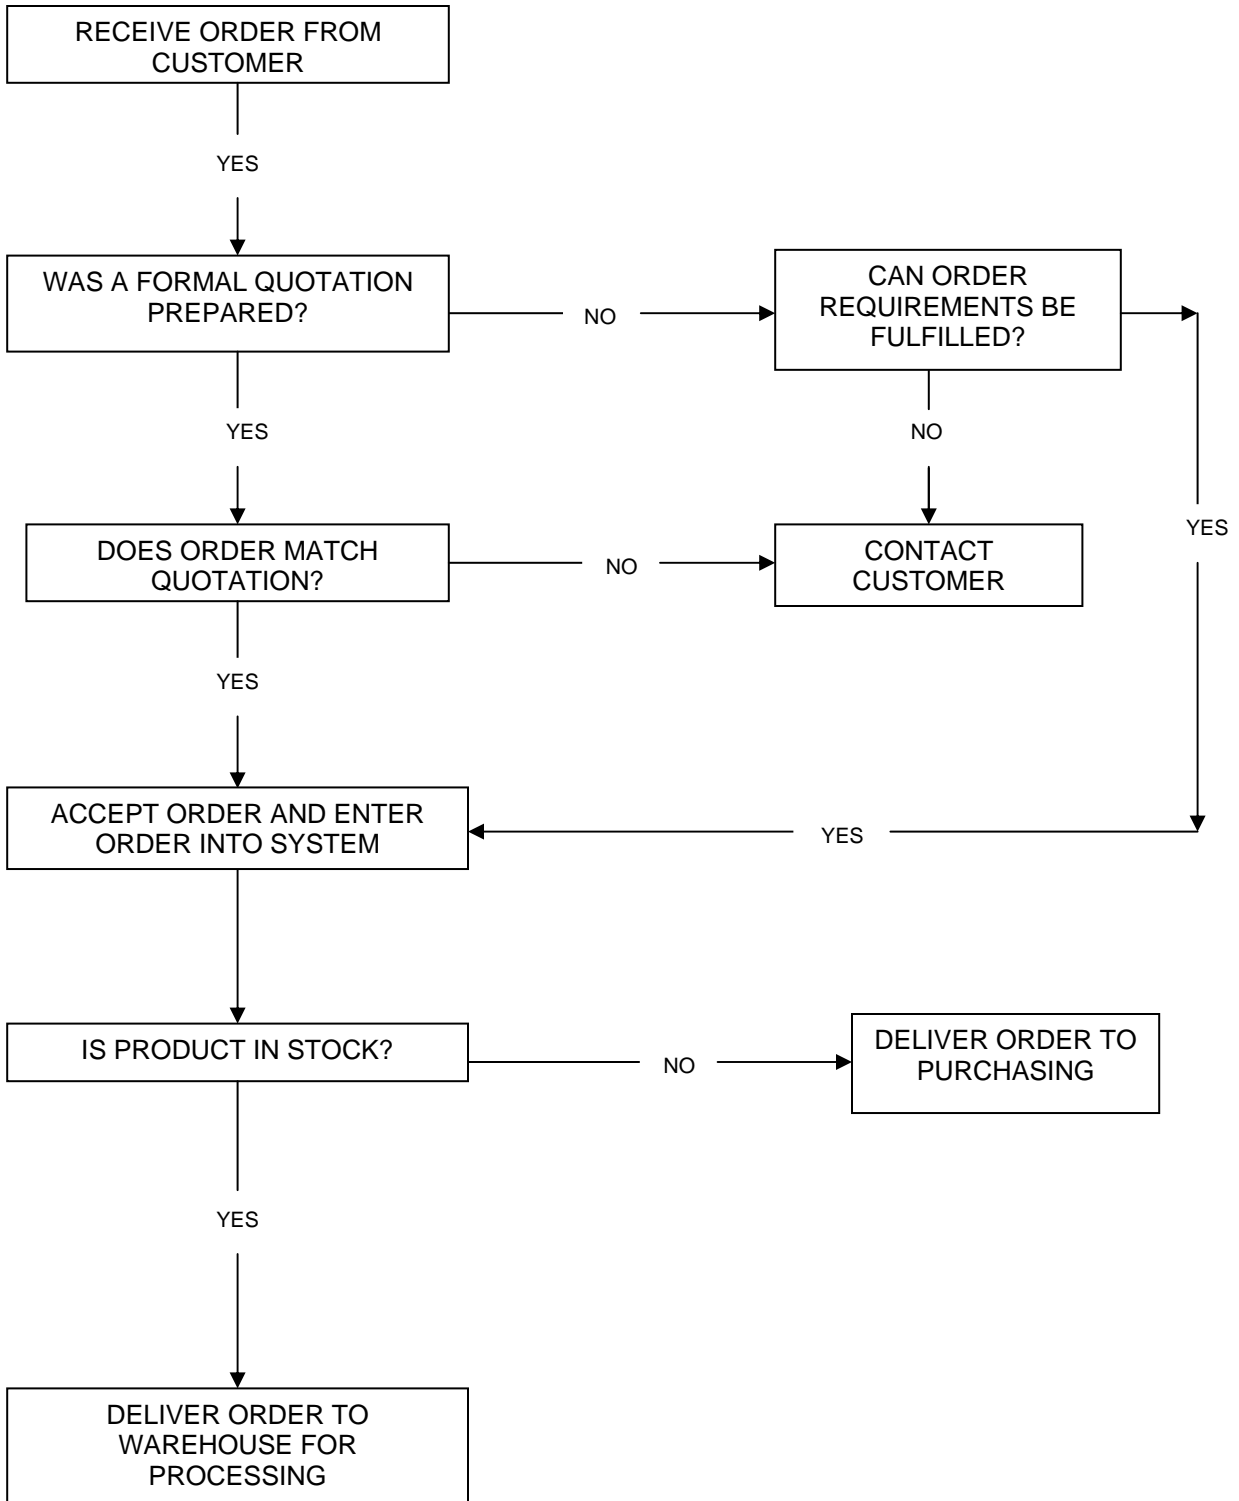 RECEIVE ORDER FROM
CUSTOMER
YES
WAS A FORMAL QUOTATION
PREPARED?
NO
CAN ORDER
REQUIREMENTS BE
FULFILLED?
YES
NO
YES
DOES ORDER MATCH
QUOTATION?
NO
CONTACT
CUSTOMER
YES
ACCEPT ORDER AND ENTER
ORDER INTO SYSTEM
YES
IS PRODUCT IN STOCK?
NO
DELIVER ORDER TO
PURCHASING
YES
DELIVER ORDER TO
WAREHOUSE FOR
PROCESSING